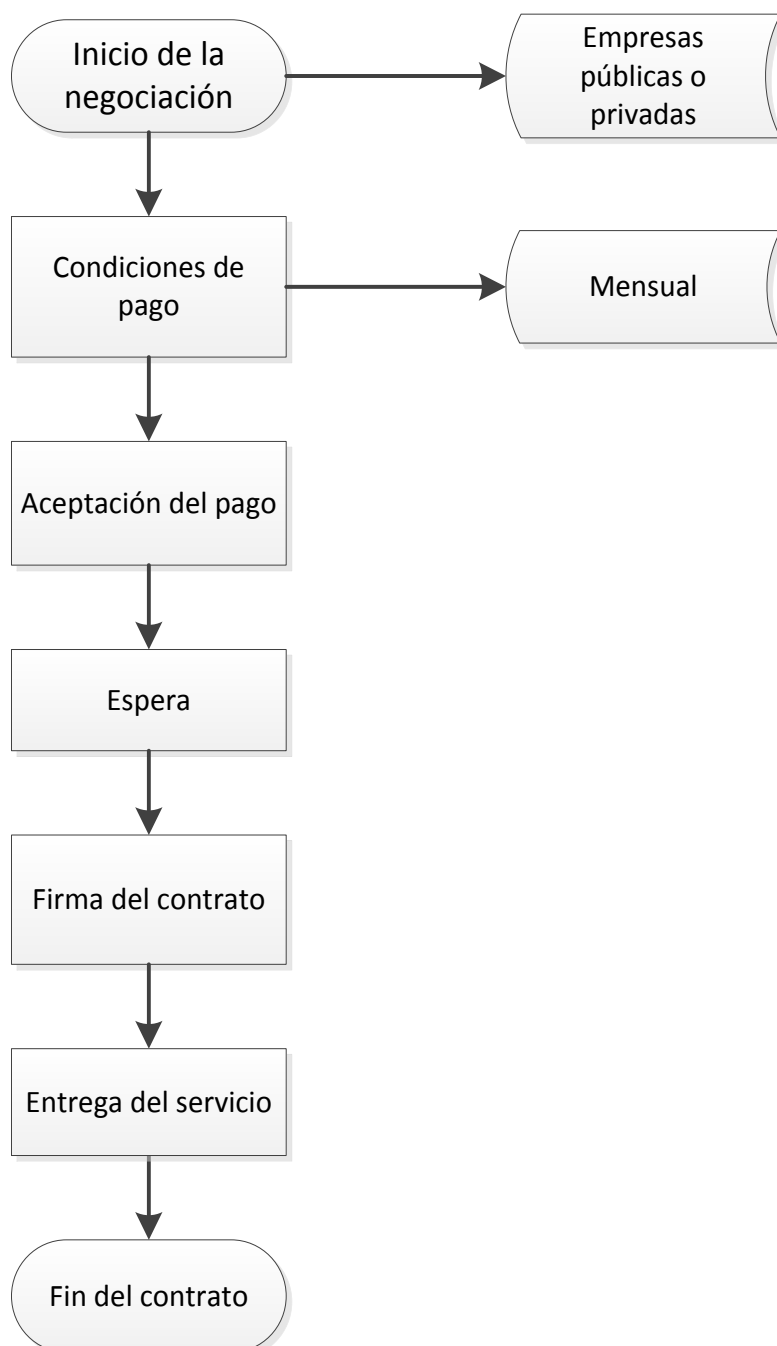 Inicio de la
negociación
Empresas
públicas o
privadas
Condiciones de
pago
Mensual
Aceptación del pago
Espera
Firma del contrato
Entrega del servicio
Fin del contrato